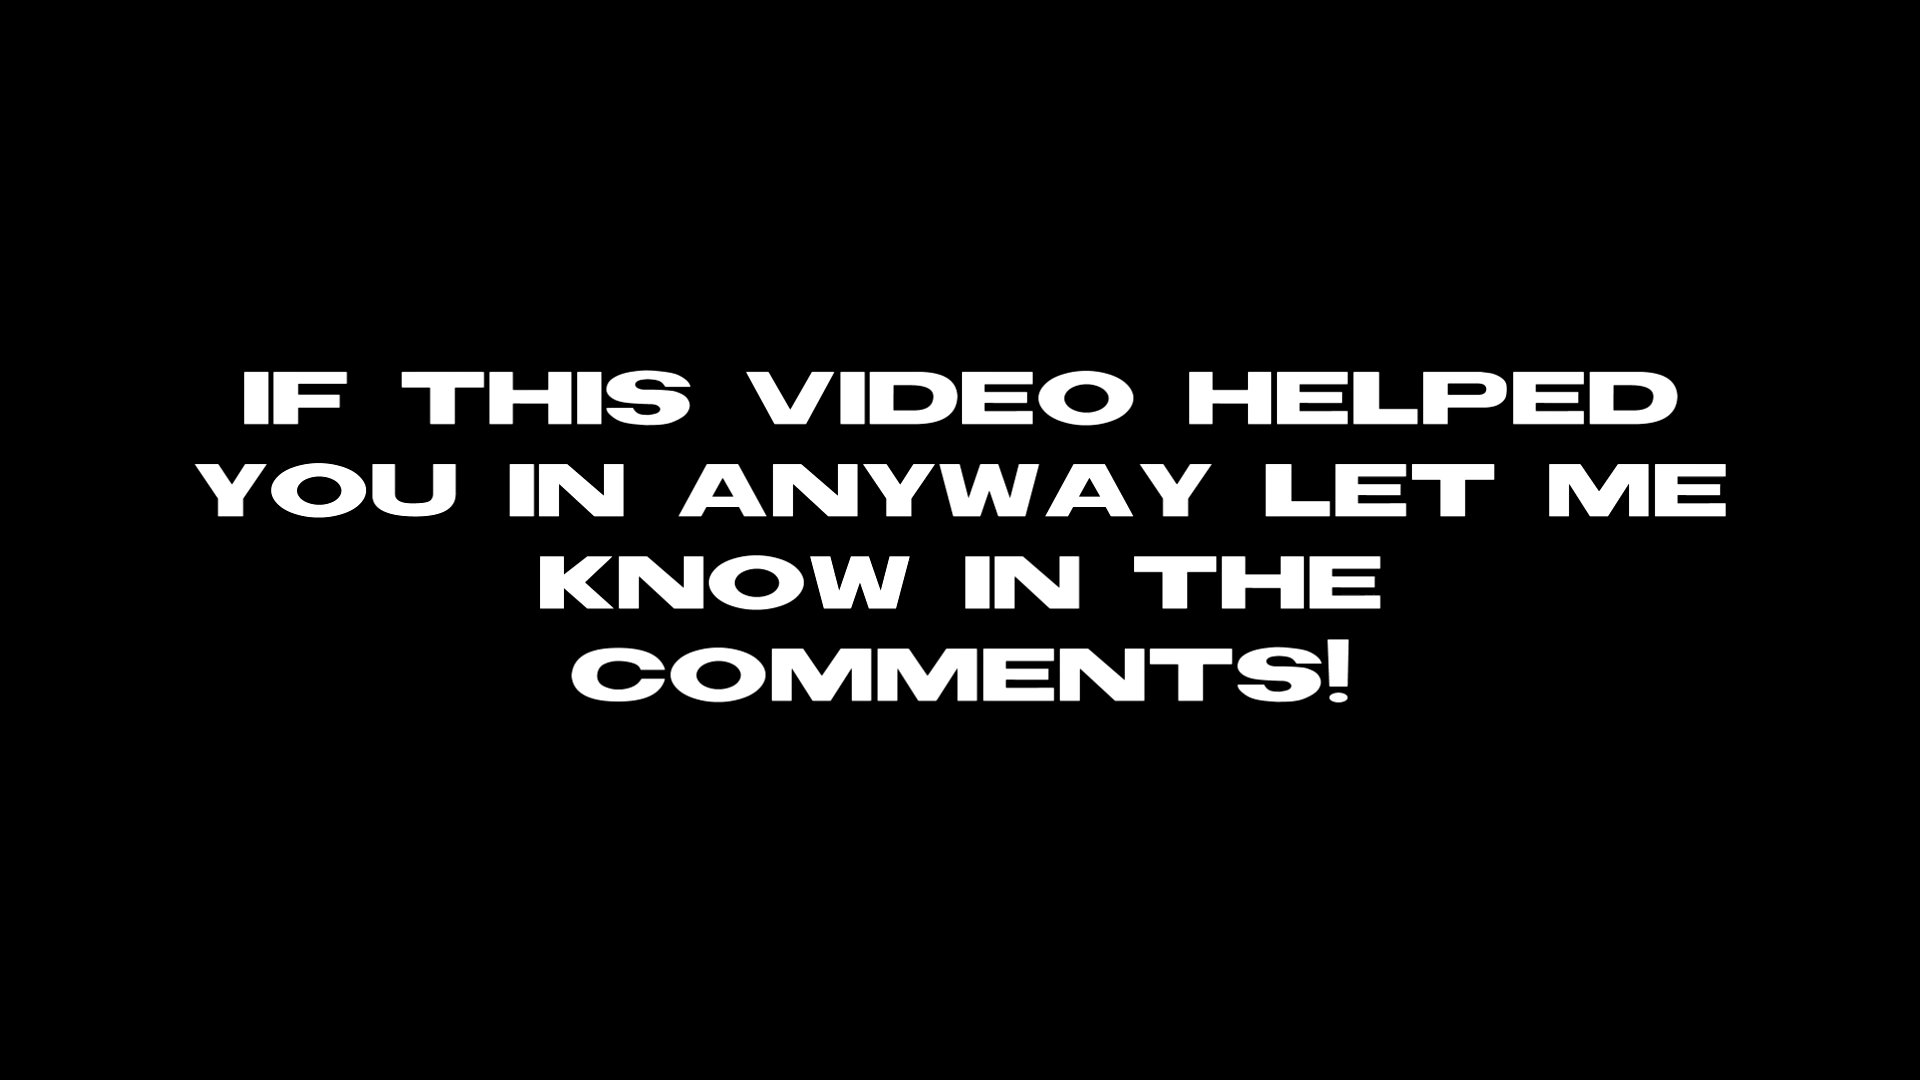 IF THIS VIDEO HELPED
YOU IN ANYWAY LET ME
KNOW IN THE
COMMENTS!